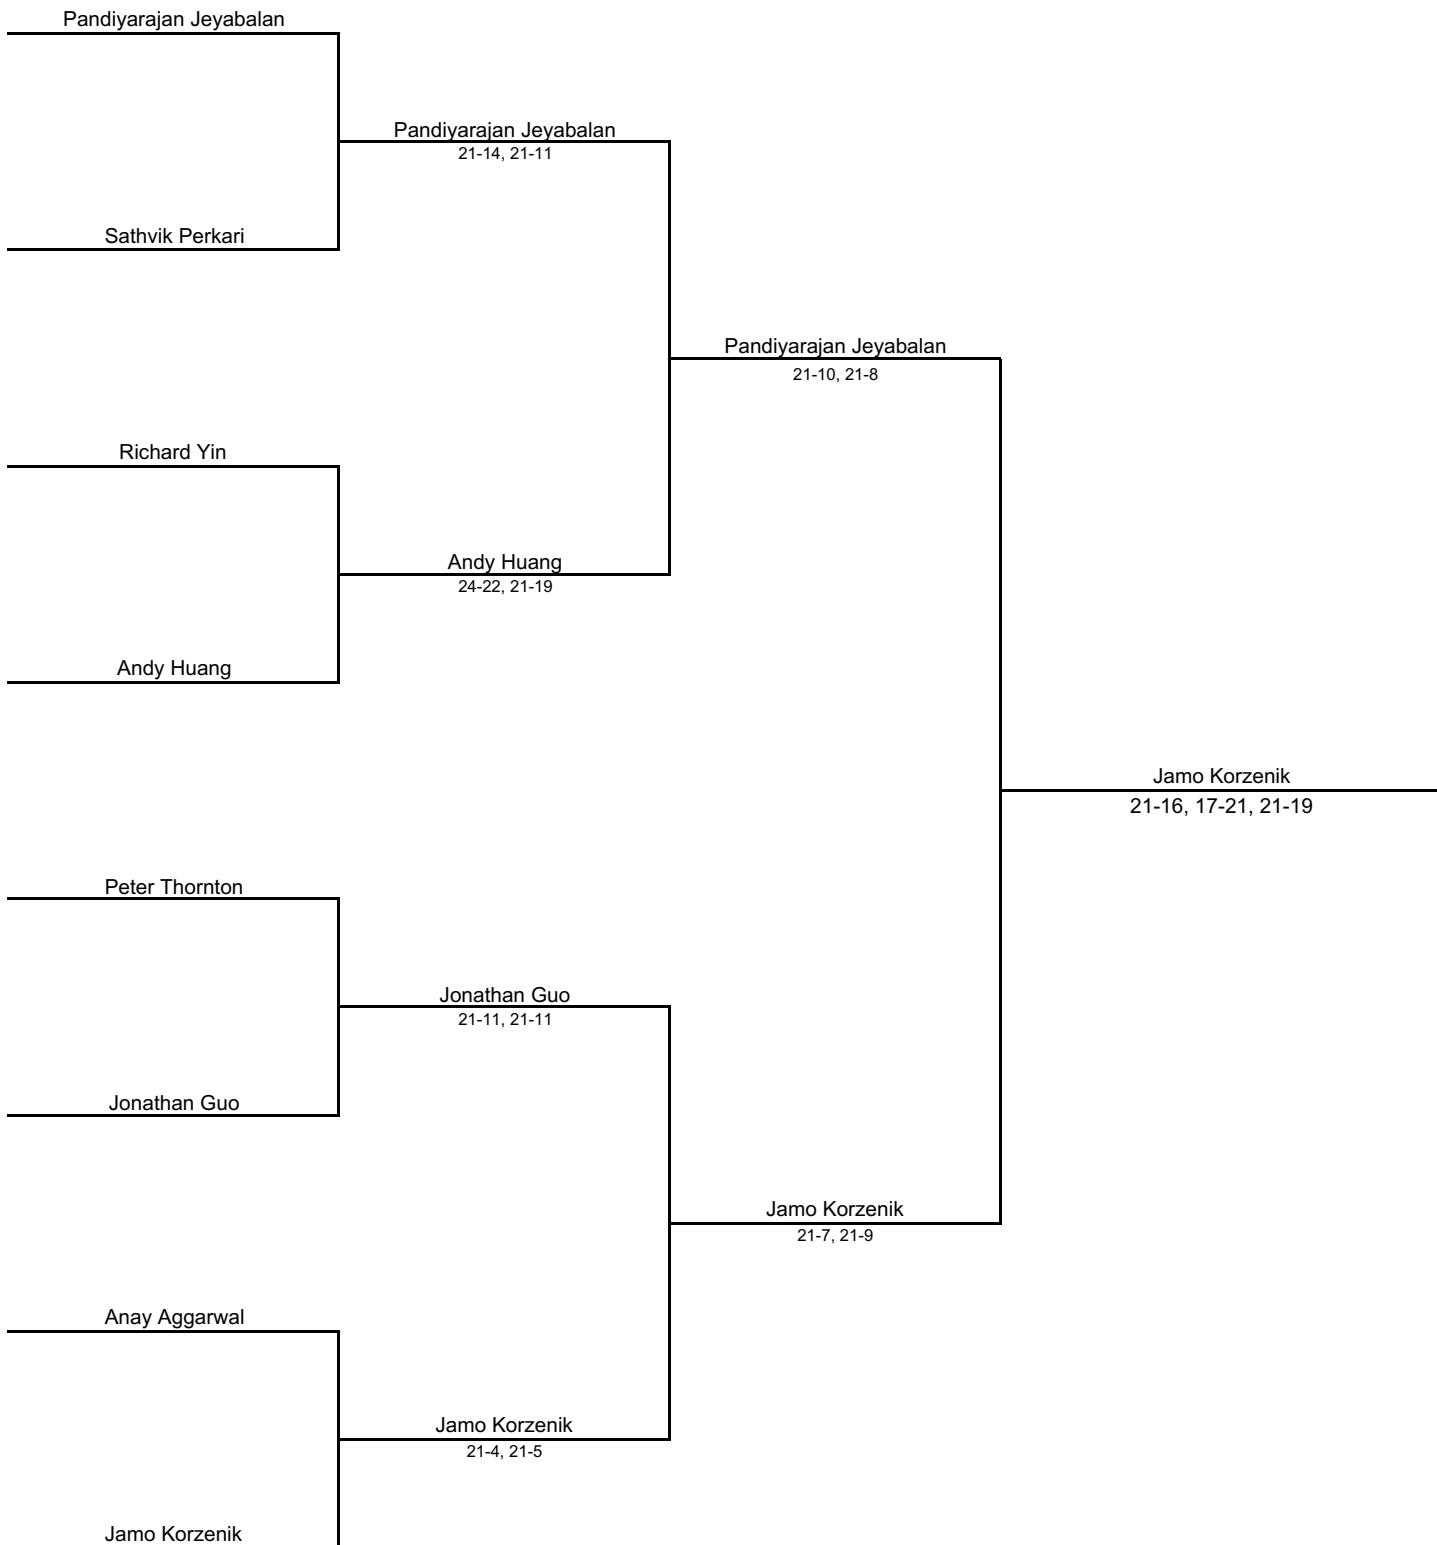 Pandiyarajan Jeyabalan
Pandiyarajan Jeyabalan
21-14, 21-11
Sathvik Perkari
Pandiyarajan Jeyabalan
21-10, 21-8
Richard Yin
Andy Huang
24-22, 21-19
Andy Huang
Jamo Korzenik
21-16, 17-21, 21-19
Peter Thornton
Jonathan Guo
21-11, 21-11
Jonathan Guo
Jamo Korzenik
21-7, 21-9
Anay Aggarwal
Jamo Korzenik
21-4, 21-5
Jamo Korzenik